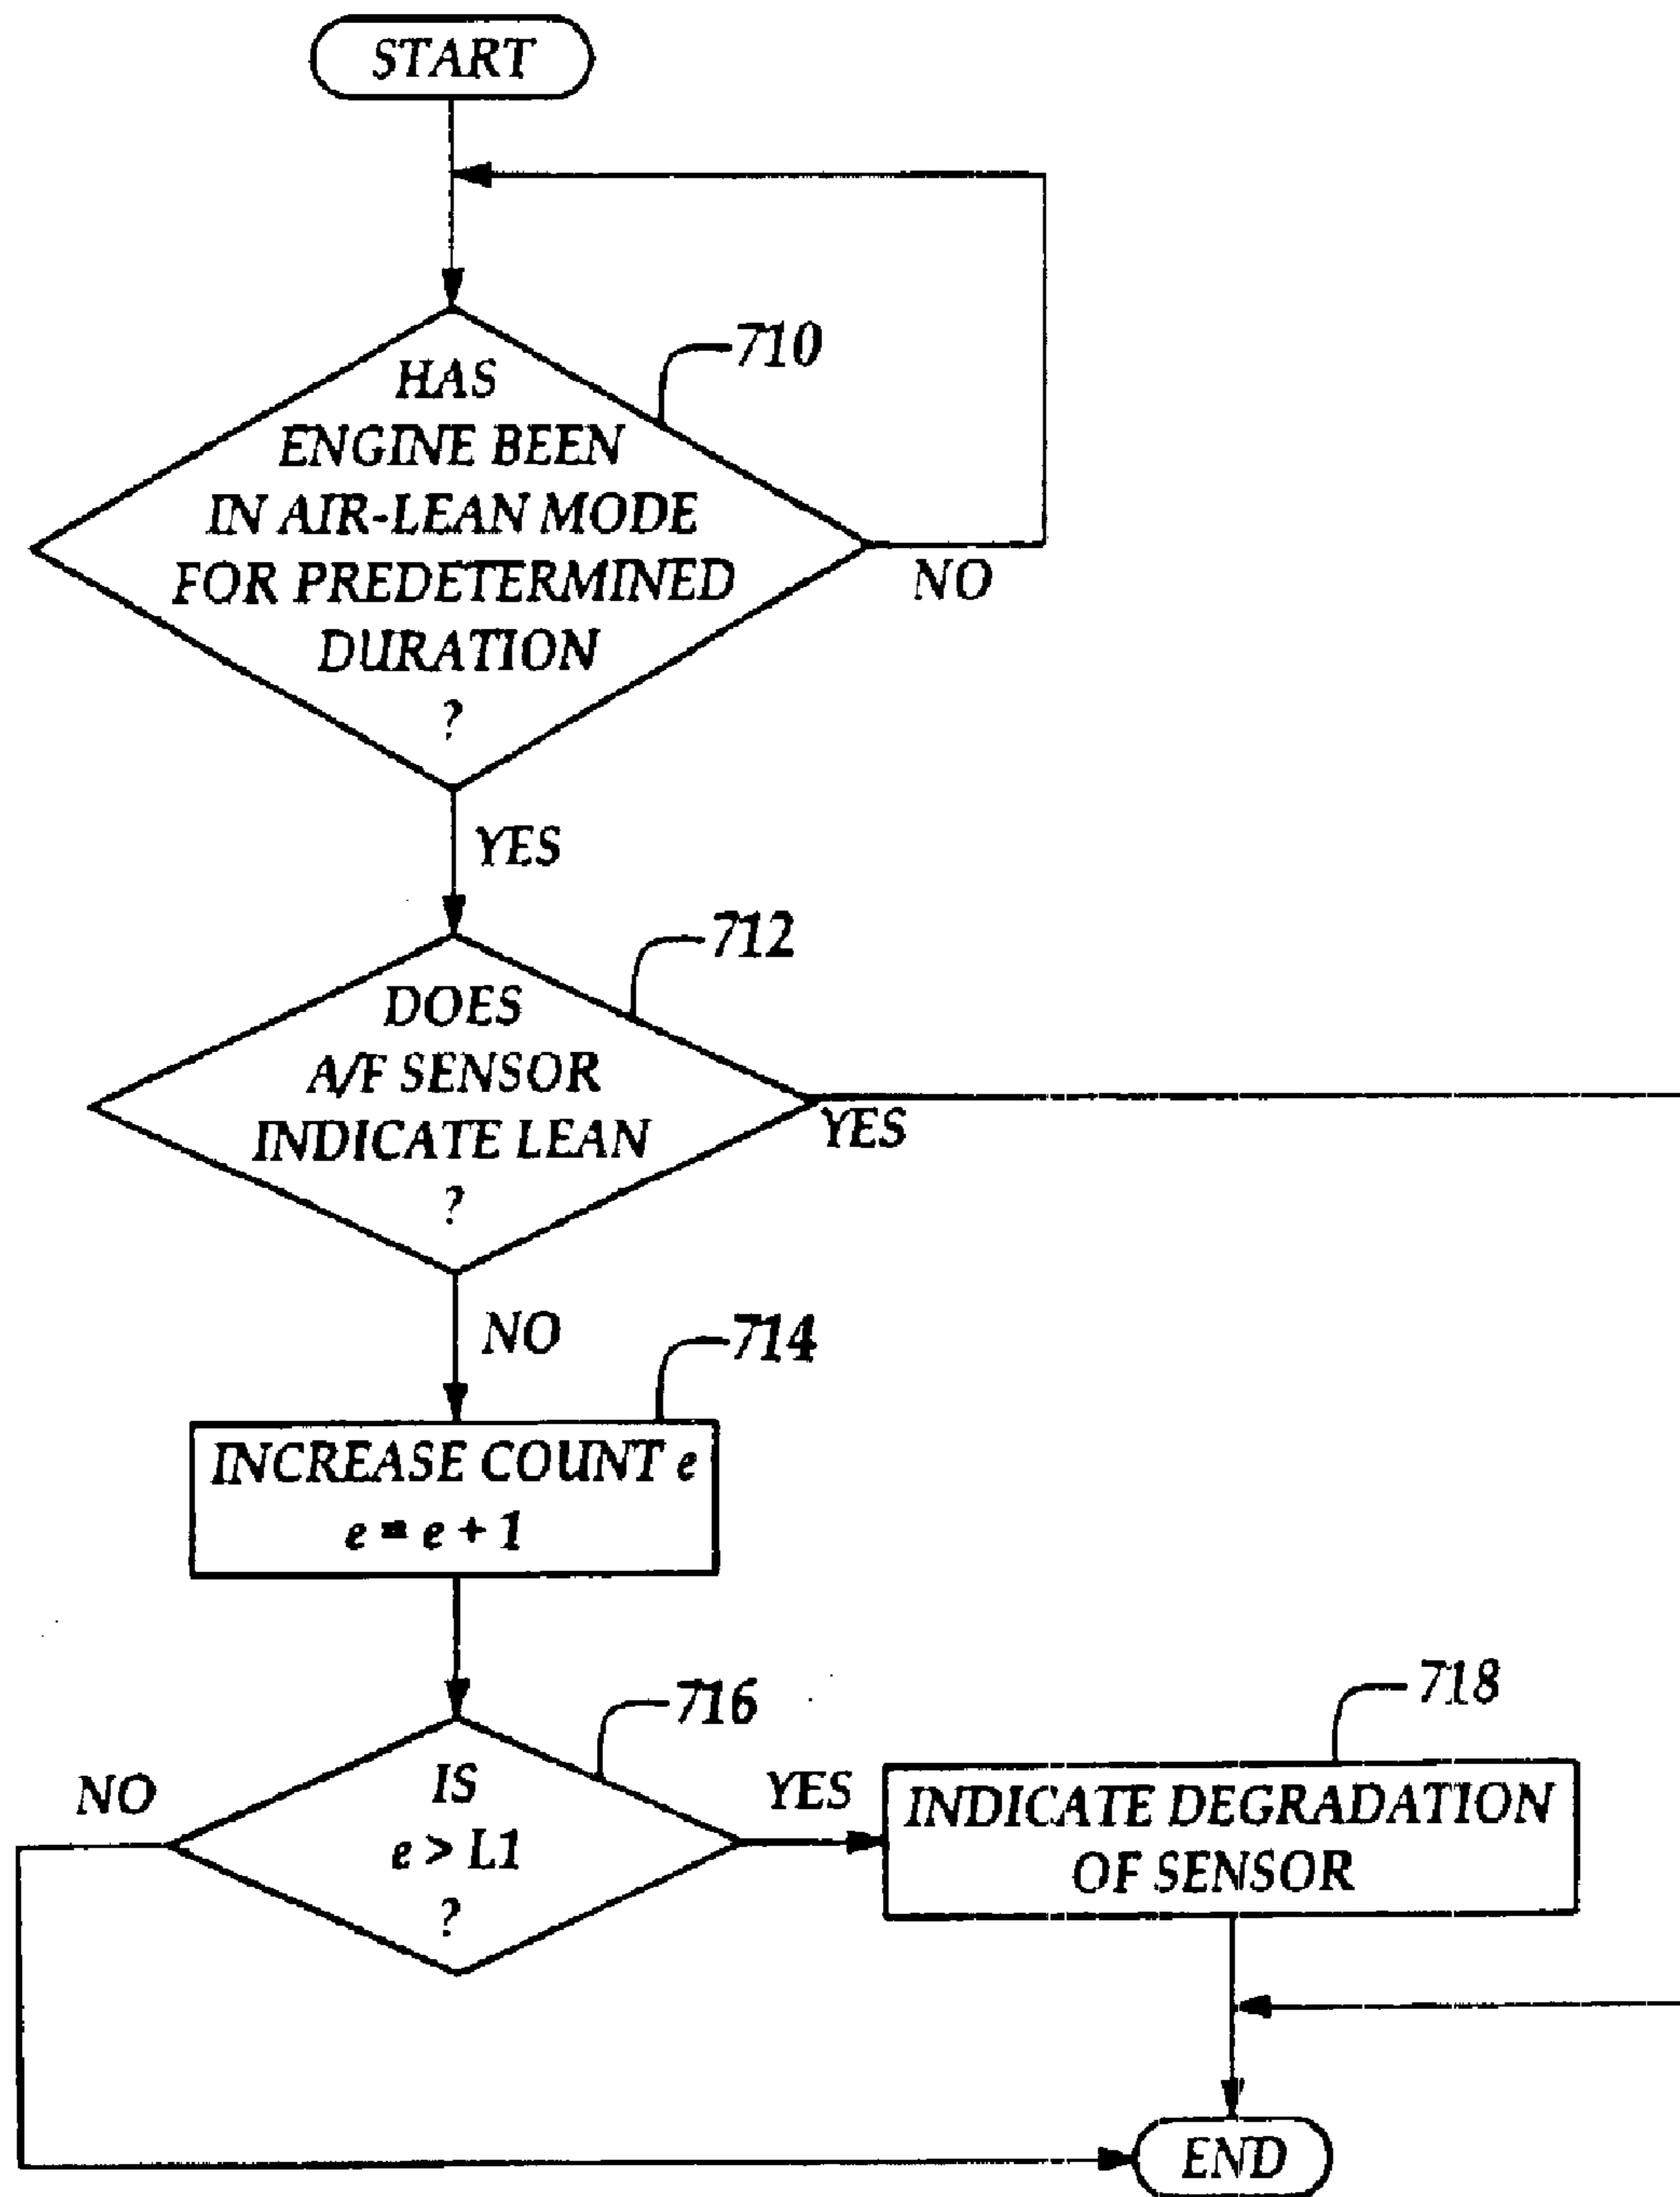 START
710
HAS
ENGINE BEEN
IN AIR-LEAN MODE
FOR PREDETERMINED
DURATION
?
NO
YES
712
DOES
A/F SENSOR
INDICATE LEAN
?
YES
NO
714
INCREASE COUNT e
e = e + 1
716
718
NO
IS
e > L1
?
YES
INDICATE DEGRADATION
OF SENSOR
END